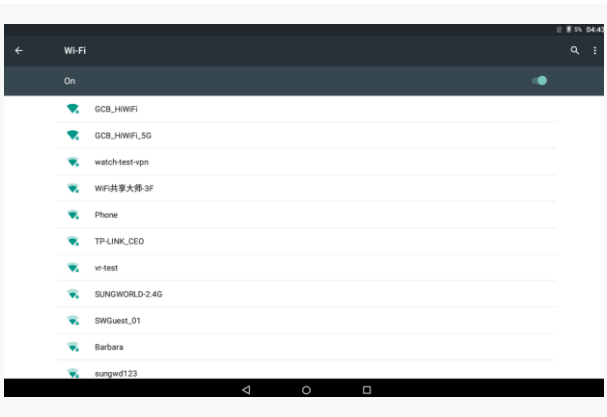 5% 04:43
Wi-Fi
On
GCB_HiWiFi
GCB_HiWiFi_5G
watch-test-vpn
WiFi共享大师-3F
Phone
TP-LINK_CEO
vr-test
SUNGWORLD-2.4G
SWGuest_01
Barbara
sungwd123